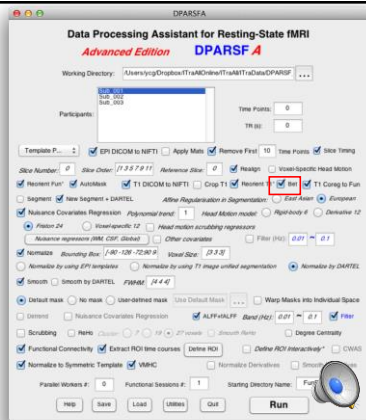 DPARSFA
Data Processing Assistant for Resting-State fMRI
Advanced Edition DPARSF A
Working Directory: /Users/ycg/Dropbox/ITraAllOnline/ITraAll/ITraData/DPARSF ...
Sub_001
Sub_002
Sub_003
Participants:
Time Points: 0
TR (s): 0
Template P... EPI DICOM to NIFTI Apply Mats Remove First 10 Time Points Slice Timing
Slice Number: 0 Slice Order: [1 3 5 7 9 11 Reference Slice: 0 Realign Voxel-Specific Head Motion
Reorient Fun* AutoMask T1 DICOM to NIFTI Crop T1 Reorient T1* Bet T1 Coreg to Fun
Segment New Segment + DARTEL Affine Regularisation in Segmentation: East Asian European
Nuisance Covariates Regression Polynomial trend: 1 Head Motion model: Rigid-body 6 Derivative 12
Friston 24 Voxel-specific 12 Head motion scrubbing regressors
Nuisance regressors (WM, CSF, Global) Other covariates Filter (Hz): 0.01 ~ 0.1
Normalize Bounding Box: [-90 -126 -72;90 9 Voxel Size: [3 3 3]
Normalize by using EPI templates Normalize by using T1 image unified segmentation Normalize by DARTEL
Smooth Smooth by DARTEL FWHM: [4 4 4]
Default mask No mask User-defined mask Use Default Mask ... Warp Masks into Individual Space
Detrend Nuisance Covariates Regression ALFF+fALFF Band (Hz): 0.01 ~ 0.1 Filter
Scrubbing ReHo Cluster 7 19 27 voxels Smooth ReHo Degree Centrality
Functional Connectivity Extract ROI time courses Define ROI Define ROI Interactively* CWAS
Normalize to Symmetric Template VMHC Normalize Derivatives Smooth
Parallel Workers #: 0 Functional Sessions #: 1 Starting Directory Name:
Help Save Load Utilities Quit Run